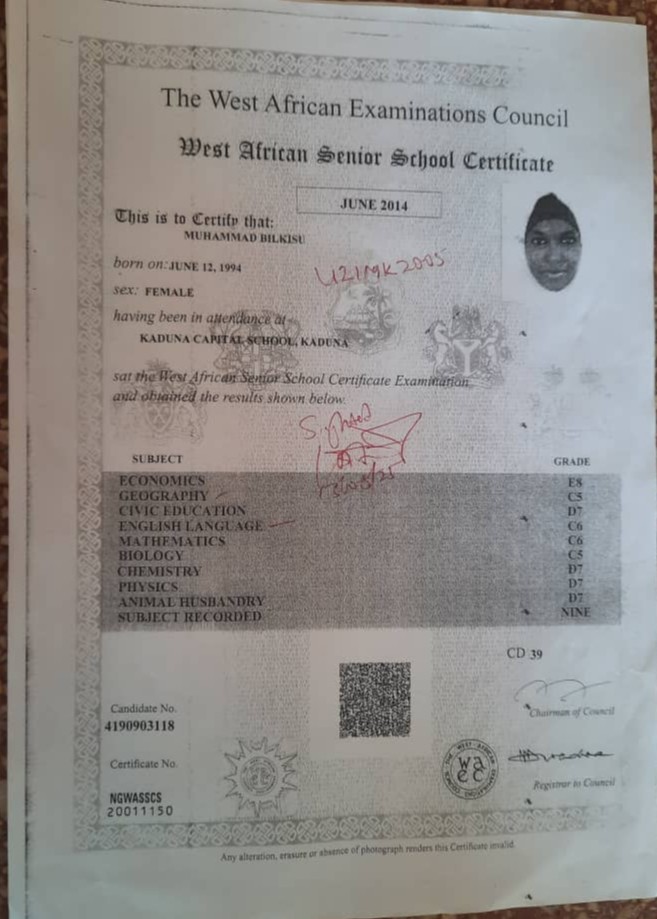 The West African Examinations Council
West African Senior School Certificate
JUNE 2014
This is to Certify that:
MUHAMMAD BILKISU
born on: JUNE 12, 1994
U21MK2005
sex: FEMALE
having been in attendance at
KADUNA CAPITAL SCHOOL, KADUNA
sat the West African Senior School Certificate Examination
and obtained the results shown below.
Sighted
SUBJECT GRADE
ECONOMICS E8
GEOGRAPHY C5
CIVIC EDUCATION D7
ENGLISH LANGUAGE C6
MATHEMATICS C6
BIOLOGY C5
CHEMISTRY D7
PHYSICS D7
ANIMAL HUSBANDRY D7
SUBJECT RECORDED NINE
CD 39
Candidate No.
4190903118
Chairman of Council
Certificate No.
NGWASSCS
20011150
waec
Registrar to Council
Any alteration, erasure or absence of photograph renders this Certificate invalid.